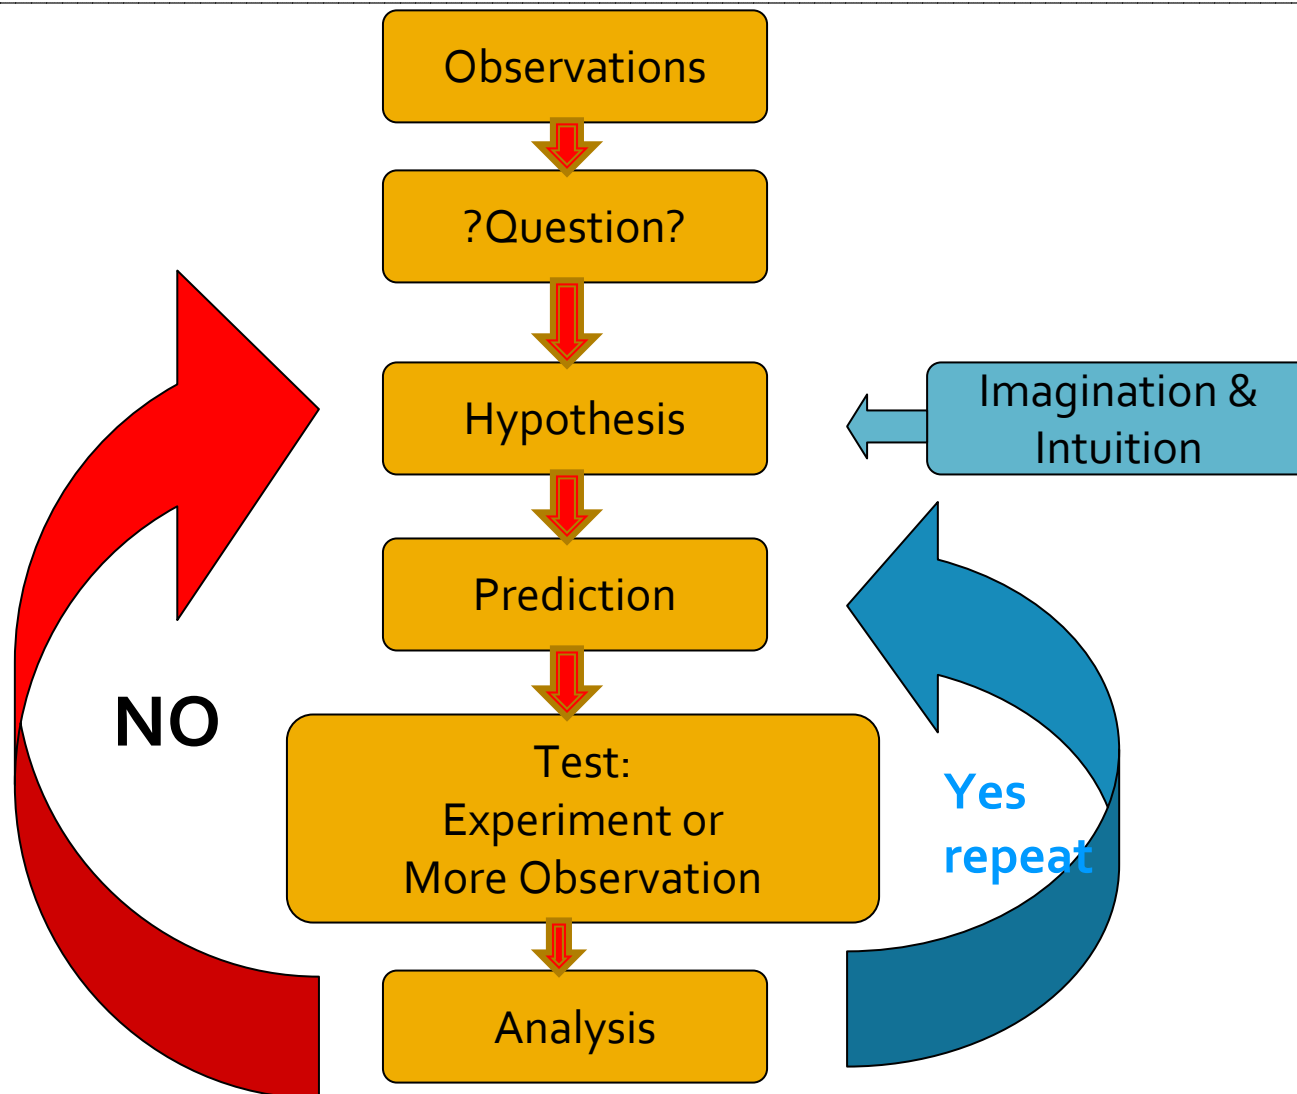 Observations
?Question?
Hypothesis
Imagination &
Intuition
Prediction
NO
Test:
Experiment or
More Observation
Yes
repeat
Analysis